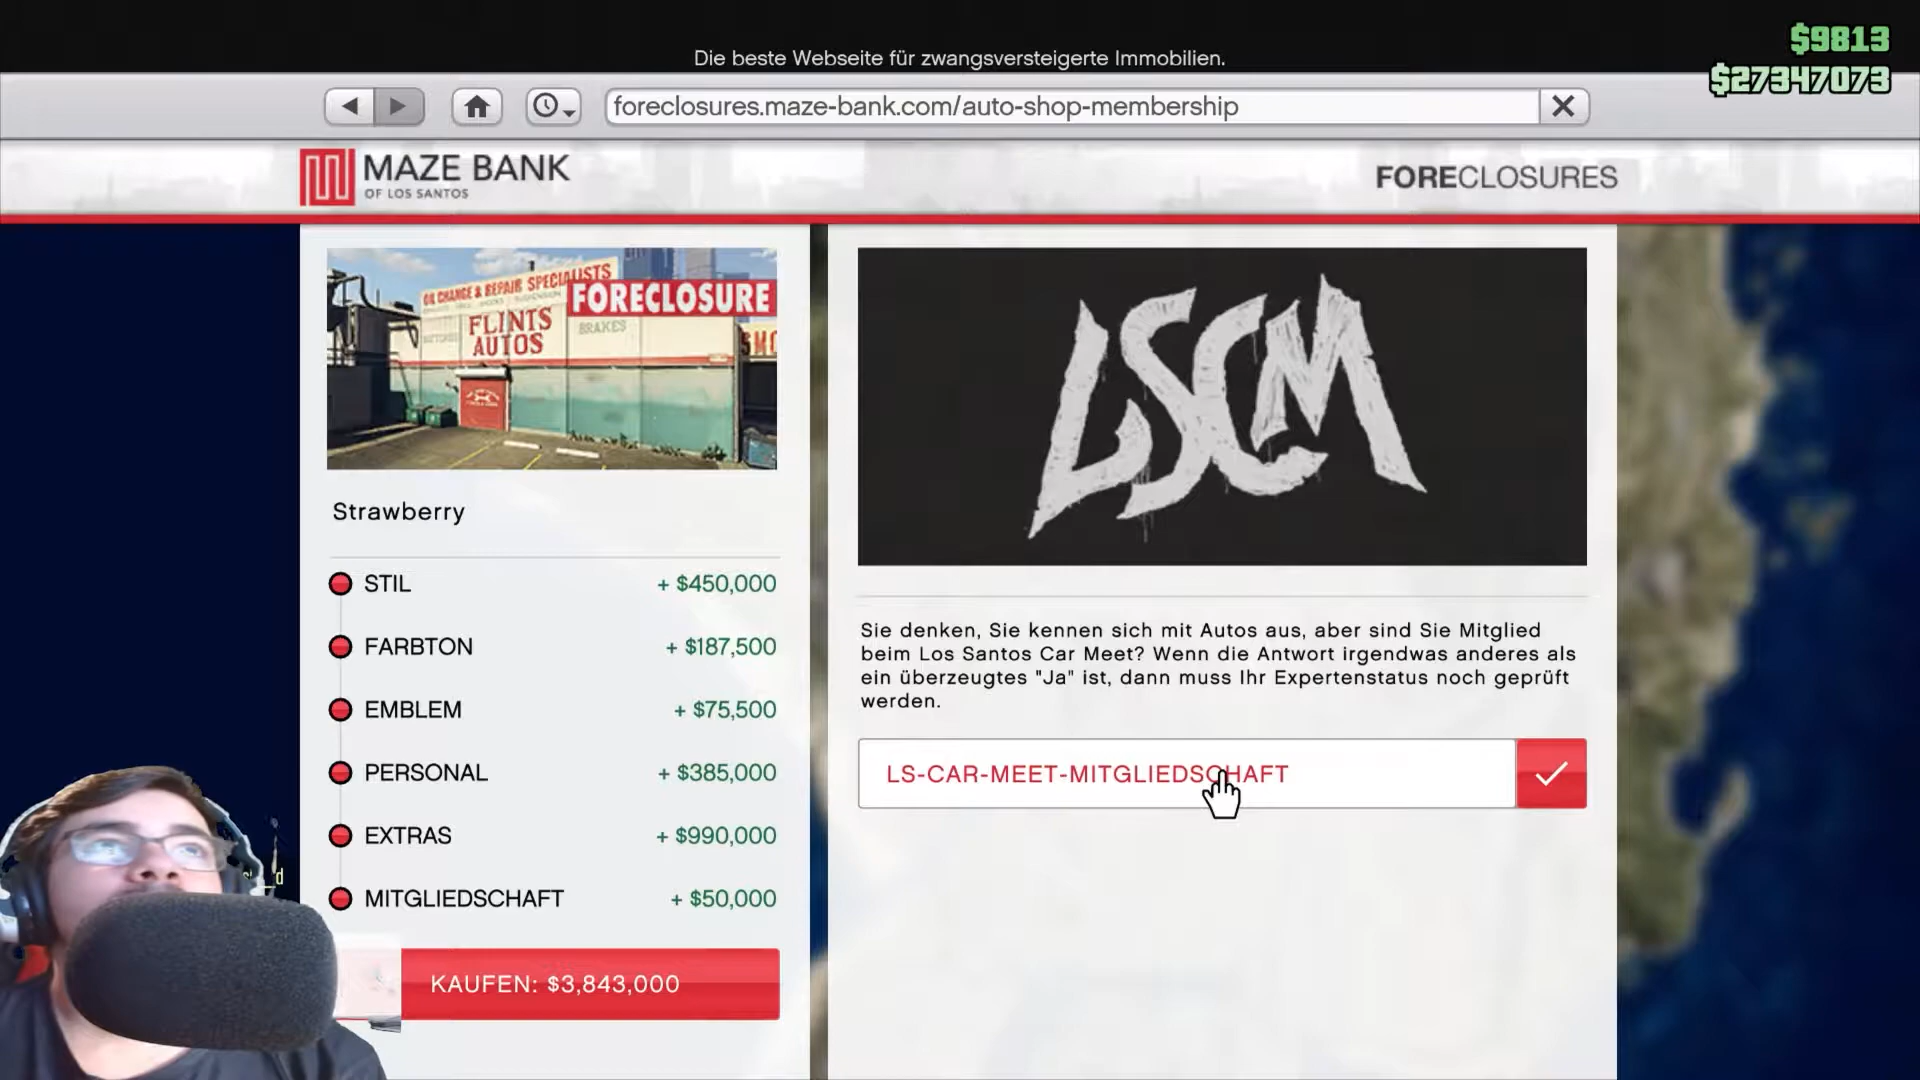 Die beste Webseite für zwangsversteigerte Immobilien.
$9813
$27347073
foreclosures.maze-bank.com/auto-shop-membership
MAZE BANK
OF LOS SANTOS
FORECLOSURES
OIL CHANGE & REPAIR SPECIALISTS
FORECLOSURE
FLINTS
AUTOS
BRAKES
LSCM
Strawberry
STIL + $450,000
FARBTON + $187,500
EMBLEM + $75,500
PERSONAL + $385,000
EXTRAS + $990,000
MITGLIEDSCHAFT + $50,000
KAUFEN: $3,843,000
Sie denken, Sie kennen sich mit Autos aus, aber sind Sie Mitglied
beim Los Santos Car Meet? Wenn die Antwort irgendwas anderes als
ein überzeugtes "Ja" ist, dann muss Ihr Expertenstatus noch geprüft
werden.
LS-CAR-MEET-MITGLIEDSCHAFT